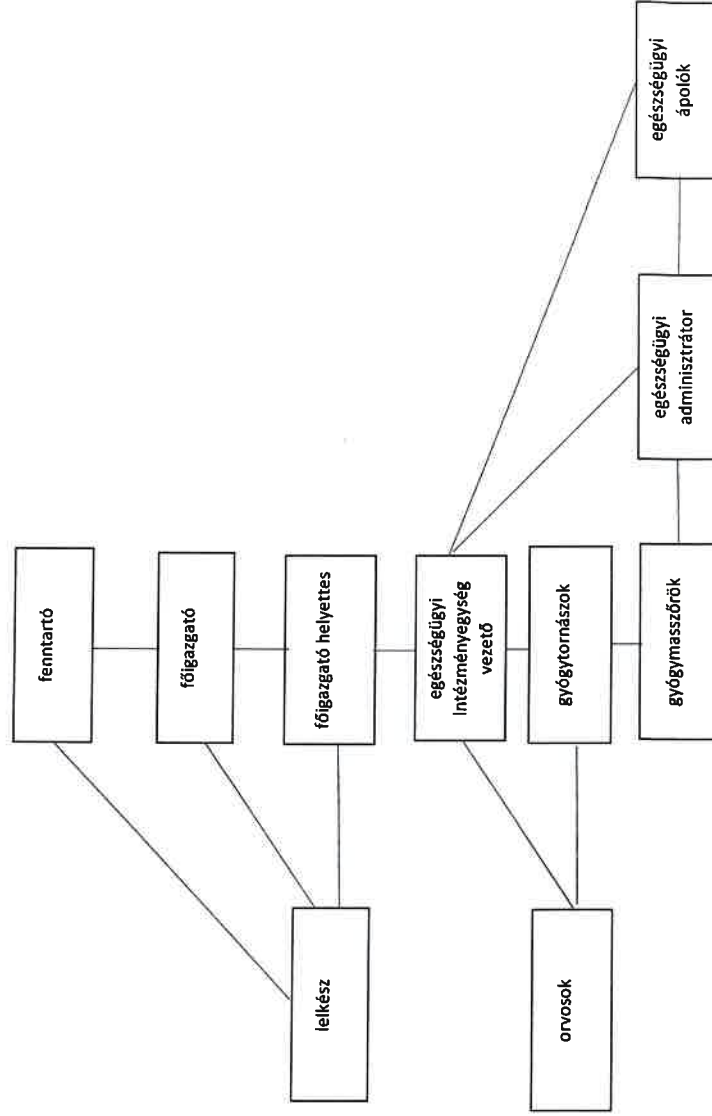 fenntartó
főigazgató
főigazgató helyettes
lelkész
egészségügyi
Intézményegység
vezető
orvosok
gyógytornászok
gyógymasszőrök
egészségügyi
adminisztrátor
egészségügyi
ápolók